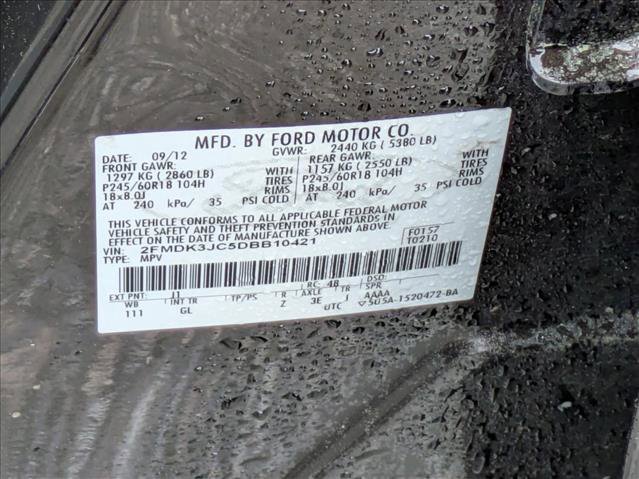 MFD. BY FORD MOTOR CO.
DATE: 09/12 GVWR: 2440 KG ( 5380 LB)
FRONT GAWR: REAR GAWR:
1297 KG ( 2860 LB) WITH 1157 KG ( 2550 LB) WITH
P245/60R18 104H TIRES P245/60R18 104H TIRES
18x8.0J RIMS 18x8.0J RIMS
AT 240 kPa/ 35 PSI COLD AT 240 kPa/ 35 PSI COLD
THIS VEHICLE CONFORMS TO ALL APPLICABLE FEDERAL MOTOR
VEHICLE SAFETY AND THEFT PREVENTION STANDARDS IN
EFFECT ON THE DATE OF MANUFACTURE SHOWN ABOVE.
VIN: 2FMDK3JC5DBB10421 F0157
TYPE: MPV T0210
EXT PNT: J1 RC: 48 DSO:
WB INT TR TP/PS R AXLE TR SPR
111 GL Z 3E J AAAA
UTC 5U5A-1520472-BA